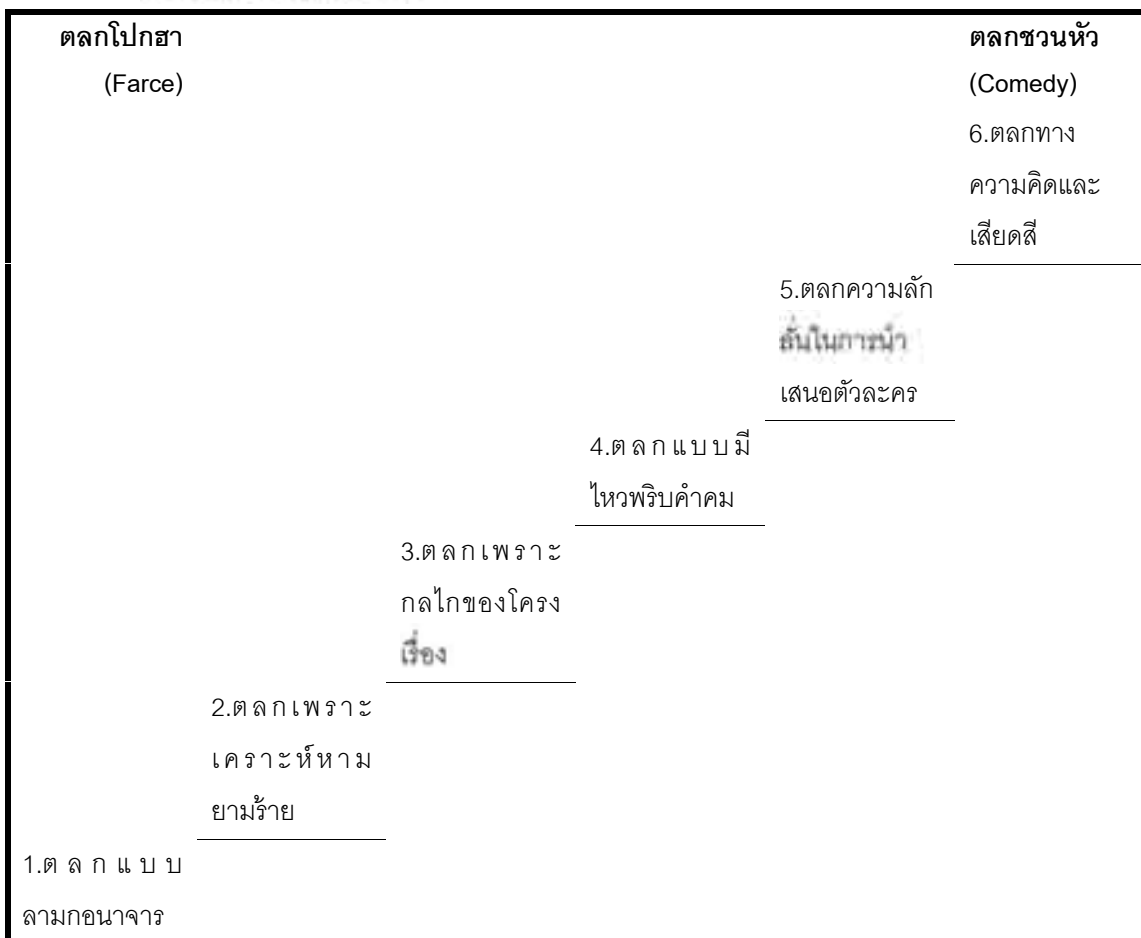 ตลกโปกฮา
(Farce)
ตลกชวนหัว
(Comedy)
6.ตลกทาง
ความคิดและ
เสียดสี
5.ตลกความลัก
ลั่นในการนำ
เสนอตัวละคร
4.ตลกแบบมี
ไหวพริบคำคม
3.ตลกเพราะ
กลไกของโครง
เรื่อง
2.ตลกเพราะ
เคราะห์หาม
ยามร้าย
1.ตลกแบบ
ลามกอนาจาร